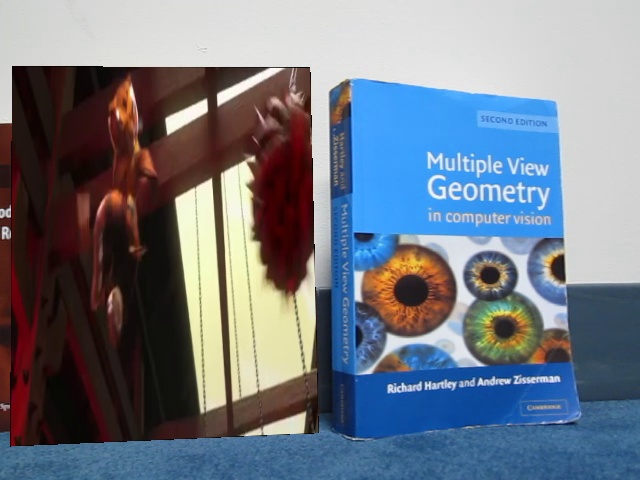 SECOND EDITION
Multiple View
Geometry
in computer vision
Richard Hartley and Andrew Zisserman
CAMBRIDGE
Hartley and
Zisserman
Multiple View Geometry